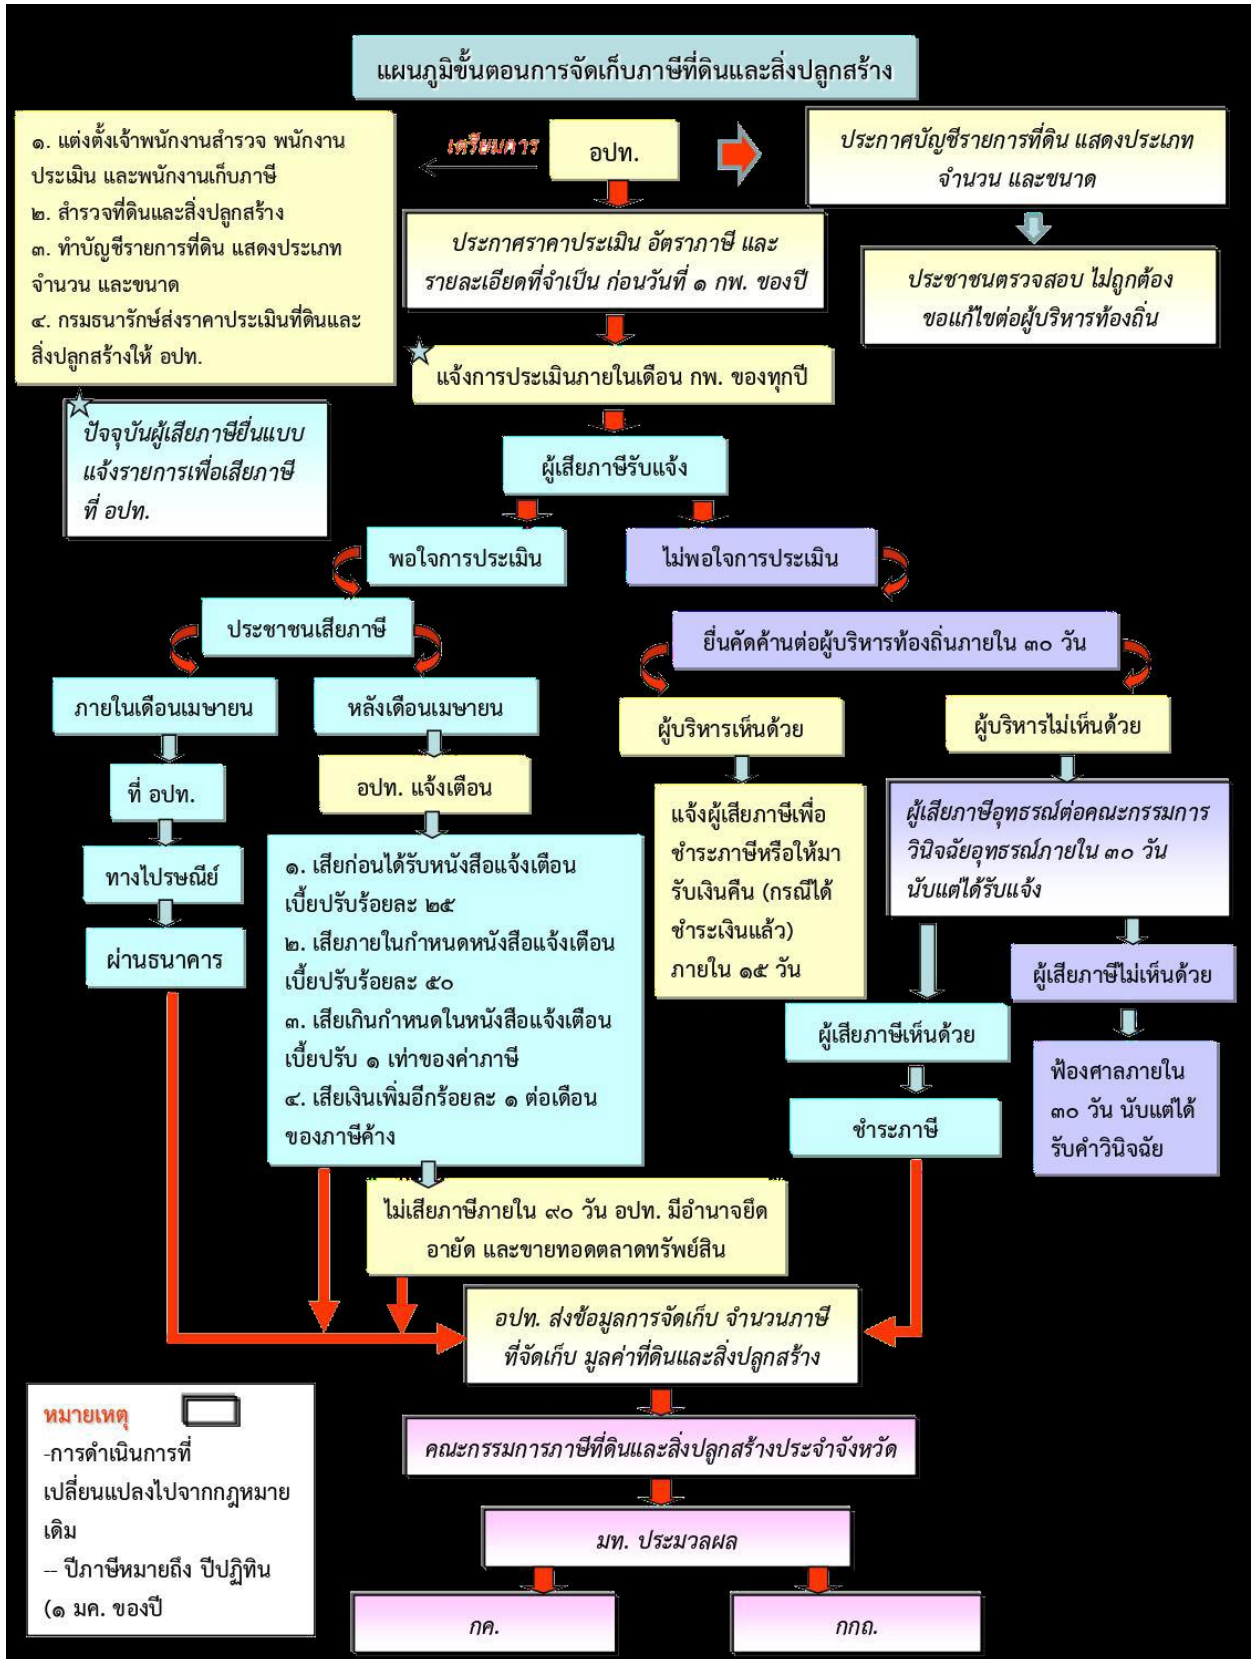 แผนภูมิขั้นตอนการจัดเก็บภาษีที่ดินและสิ่งปลูกสร้าง
๑. แต่งตั้งเจ้าพนักงานสำรวจ พนักงาน
ประเมิน และพนักงานเก็บภาษี
๒. สำรวจที่ดินและสิ่งปลูกสร้าง
๓. ทำบัญชีรายการที่ดิน แสดงประเภท
จำนวน และขนาด
๔. กรมธนารักษ์ส่งราคาประเมินที่ดินและ
สิ่งปลูกสร้างให้ อปท.
เตรียมการ
อปท.
ประกาศบัญชีรายการที่ดิน แสดงประเภท
จำนวน และขนาด
ประชาชนตรวจสอบ ไม่ถูกต้อง
ขอแก้ไขต่อผู้บริหารท้องถิ่น
ประกาศราคาประเมิน อัตราภาษี และ
รายละเอียดที่จำเป็น ก่อนวันที่ ๑ กพ. ของปี
แจ้งการประเมินภายในเดือน กพ. ของทุกปี
ปัจจุบันผู้เสียภาษียื่นแบบ
แจ้งรายการเพื่อเสียภาษี
ที่ อปท.
ผู้เสียภาษีรับแจ้ง
พอใจการประเมิน
ไม่พอใจการประเมิน
ประชาชนเสียภาษี
ยื่นคัดค้านต่อผู้บริหารท้องถิ่นภายใน ๓๐ วัน
ภายในเดือนเมษายน
หลังเดือนเมษายน
ผู้บริหารเห็นด้วย
ผู้บริหารไม่เห็นด้วย
ที่ อปท.
ทางไปรษณีย์
ผ่านธนาคาร
อปท. แจ้งเตือน
๑. เสียก่อนได้รับหนังสือแจ้งเตือน
เบี้ยปรับร้อยละ ๒๕
๒. เสียภายในกำหนดหนังสือแจ้งเตือน
เบี้ยปรับร้อยละ ๕๐
๓. เสียเกินกำหนดในหนังสือแจ้งเตือน
เบี้ยปรับ ๑ เท่าของค่าภาษี
๔. เสียเงินเพิ่มอีกร้อยละ ๑ ต่อเดือน
ของภาษีค้าง
แจ้งผู้เสียภาษีเพื่อ
ชำระภาษีหรือให้มา
รับเงินคืน (กรณีได้
ชำระเงินแล้ว)
ภายใน ๑๕ วัน
ผู้เสียภาษีอุทธรณ์ต่อคณะกรรมการ
วินิจฉัยอุทธรณ์ภายใน ๓๐ วัน
นับแต่ได้รับแจ้ง
ผู้เสียภาษีไม่เห็นด้วย
ผู้เสียภาษีเห็นด้วย
ฟ้องศาลภายใน
๓๐ วัน นับแต่ได้
รับคำวินิจฉัย
ชำระภาษี
ไม่เสียภาษีภายใน ๙๐ วัน อปท. มีอำนาจยึด
อายัด และขายทอดตลาดทรัพย์สิน
อปท. ส่งข้อมูลการจัดเก็บ จำนวนภาษี
ที่จัดเก็บ มูลค่าที่ดินและสิ่งปลูกสร้าง
คณะกรรมการภาษีที่ดินและสิ่งปลูกสร้างประจำจังหวัด
มท. ประมวลผล
กค.
กกถ.
หมายเหตุ
-การดำเนินการที่
เปลี่ยนแปลงไปจากกฎหมาย
เดิม
-- ปีภาษีหมายถึง ปีปฏิทิน
(๑ มค. ของปี